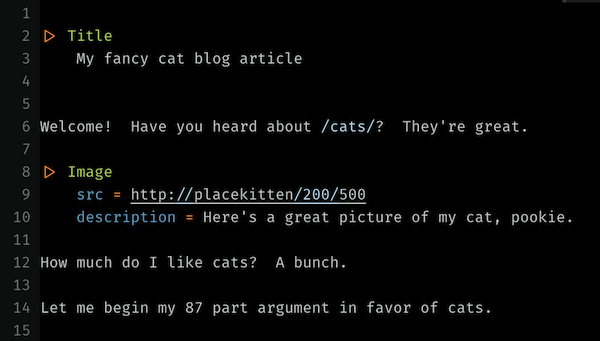 1
2 |> Title
3 My fancy cat blog article
4
5
6 Welcome!  Have you heard about /cats/?  They're great.
7
8 |> Image
9 src = http://placekitten/200/500
10 description = Here's a great picture of my cat, pookie.
11
12 How much do I like cats?  A bunch.
13
14 Let me begin my 87 part argument in favor of cats.
15